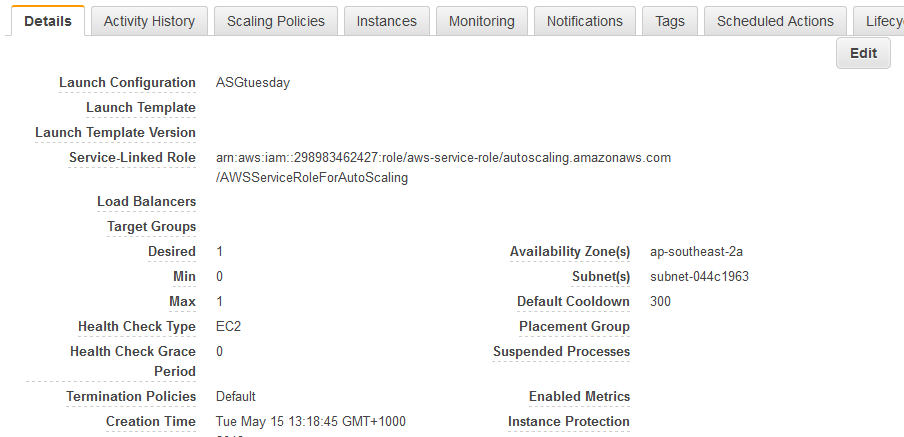 Details Activity History Scaling Policies Instances Monitoring Notifications Tags Scheduled Actions Lifecy
Edit
Launch Configuration ASGtuesday
Launch Template
Launch Template Version
Service-Linked Role arn:aws:iam::298983462427:role/aws-service-role/autoscaling.amazonaws.com
/AWSServiceRoleForAutoScaling
Load Balancers
Target Groups
Desired 1 Availability Zone(s) ap-southeast-2a
Min 0 Subnet(s) subnet-044c1963
Max 1 Default Cooldown 300
Health Check Type EC2 Placement Group
Health Check Grace 0 Suspended Processes
Period
Termination Policies Default Enabled Metrics
Creation Time Tue May 15 13:18:45 GMT+1000 Instance Protection